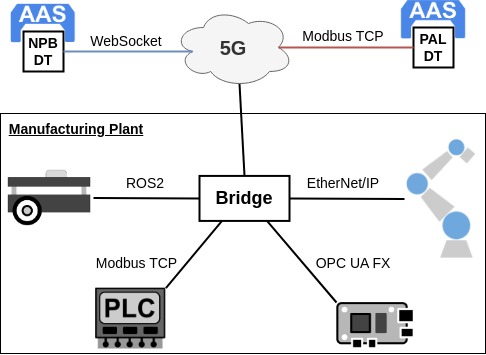 AAS
AAS
NPB
DT
WebSocket
5G
Modbus TCP
PAL
DT
Manufacturing Plant
ROS2
Bridge
EtherNet/IP
Modbus TCP
OPC UA FX
PLC